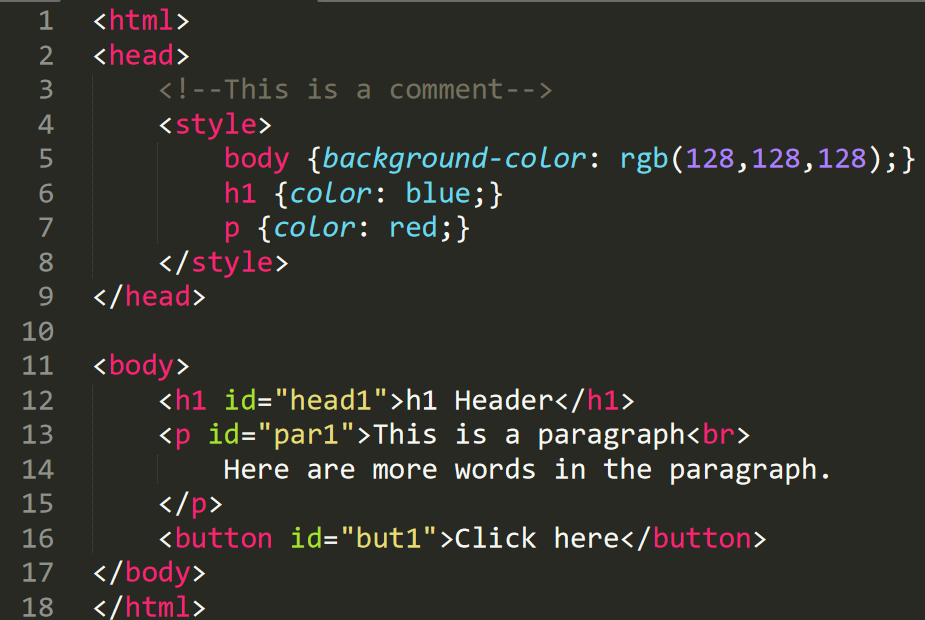 1 <html>
2 <head>
3     <!--This is a comment-->
4     <style>
5         body {background-color: rgb(128,128,128);}
6         h1 {color: blue;}
7         p {color: red;}
8     </style>
9 </head>
10
11 <body>
12     <h1 id="head1">h1 Header</h1>
13     <p id="par1">This is a paragraph<br>
14         Here are more words in the paragraph.
15     </p>
16     <button id="but1">Click here</button>
17 </body>
18 </html>